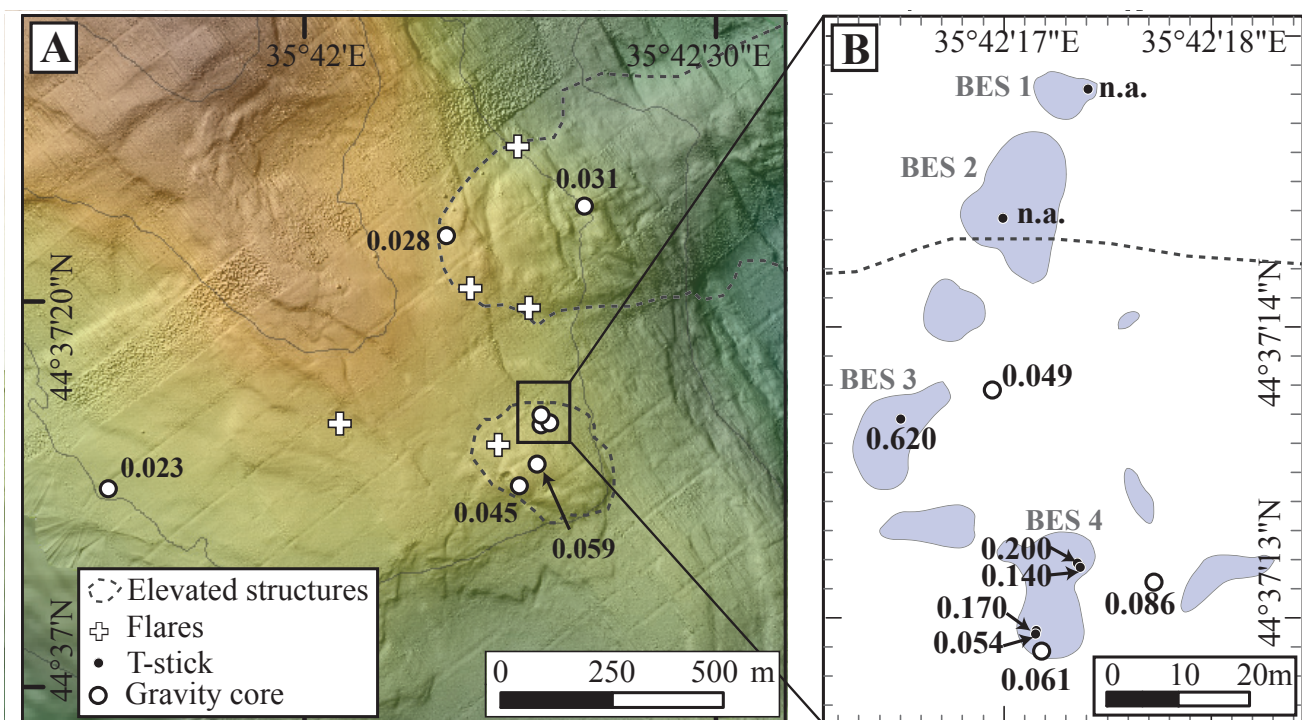 A
35°42'E
35°42'30"E
0.031
0.028
44°37'20"N
0.023
0.045
0.059
44°37'N
Elevated structures
Flares
T-stick
Gravity core
0 250 500 m
B
35°42'17"E
35°42'18"E
BES 1
n.a.
BES 2
n.a.
44°37'14"N
BES 3
0.049
0.620
BES 4
44°37'13"N
0.200
0.140
0.086
0.170
0.054
0.061
0 10 20m